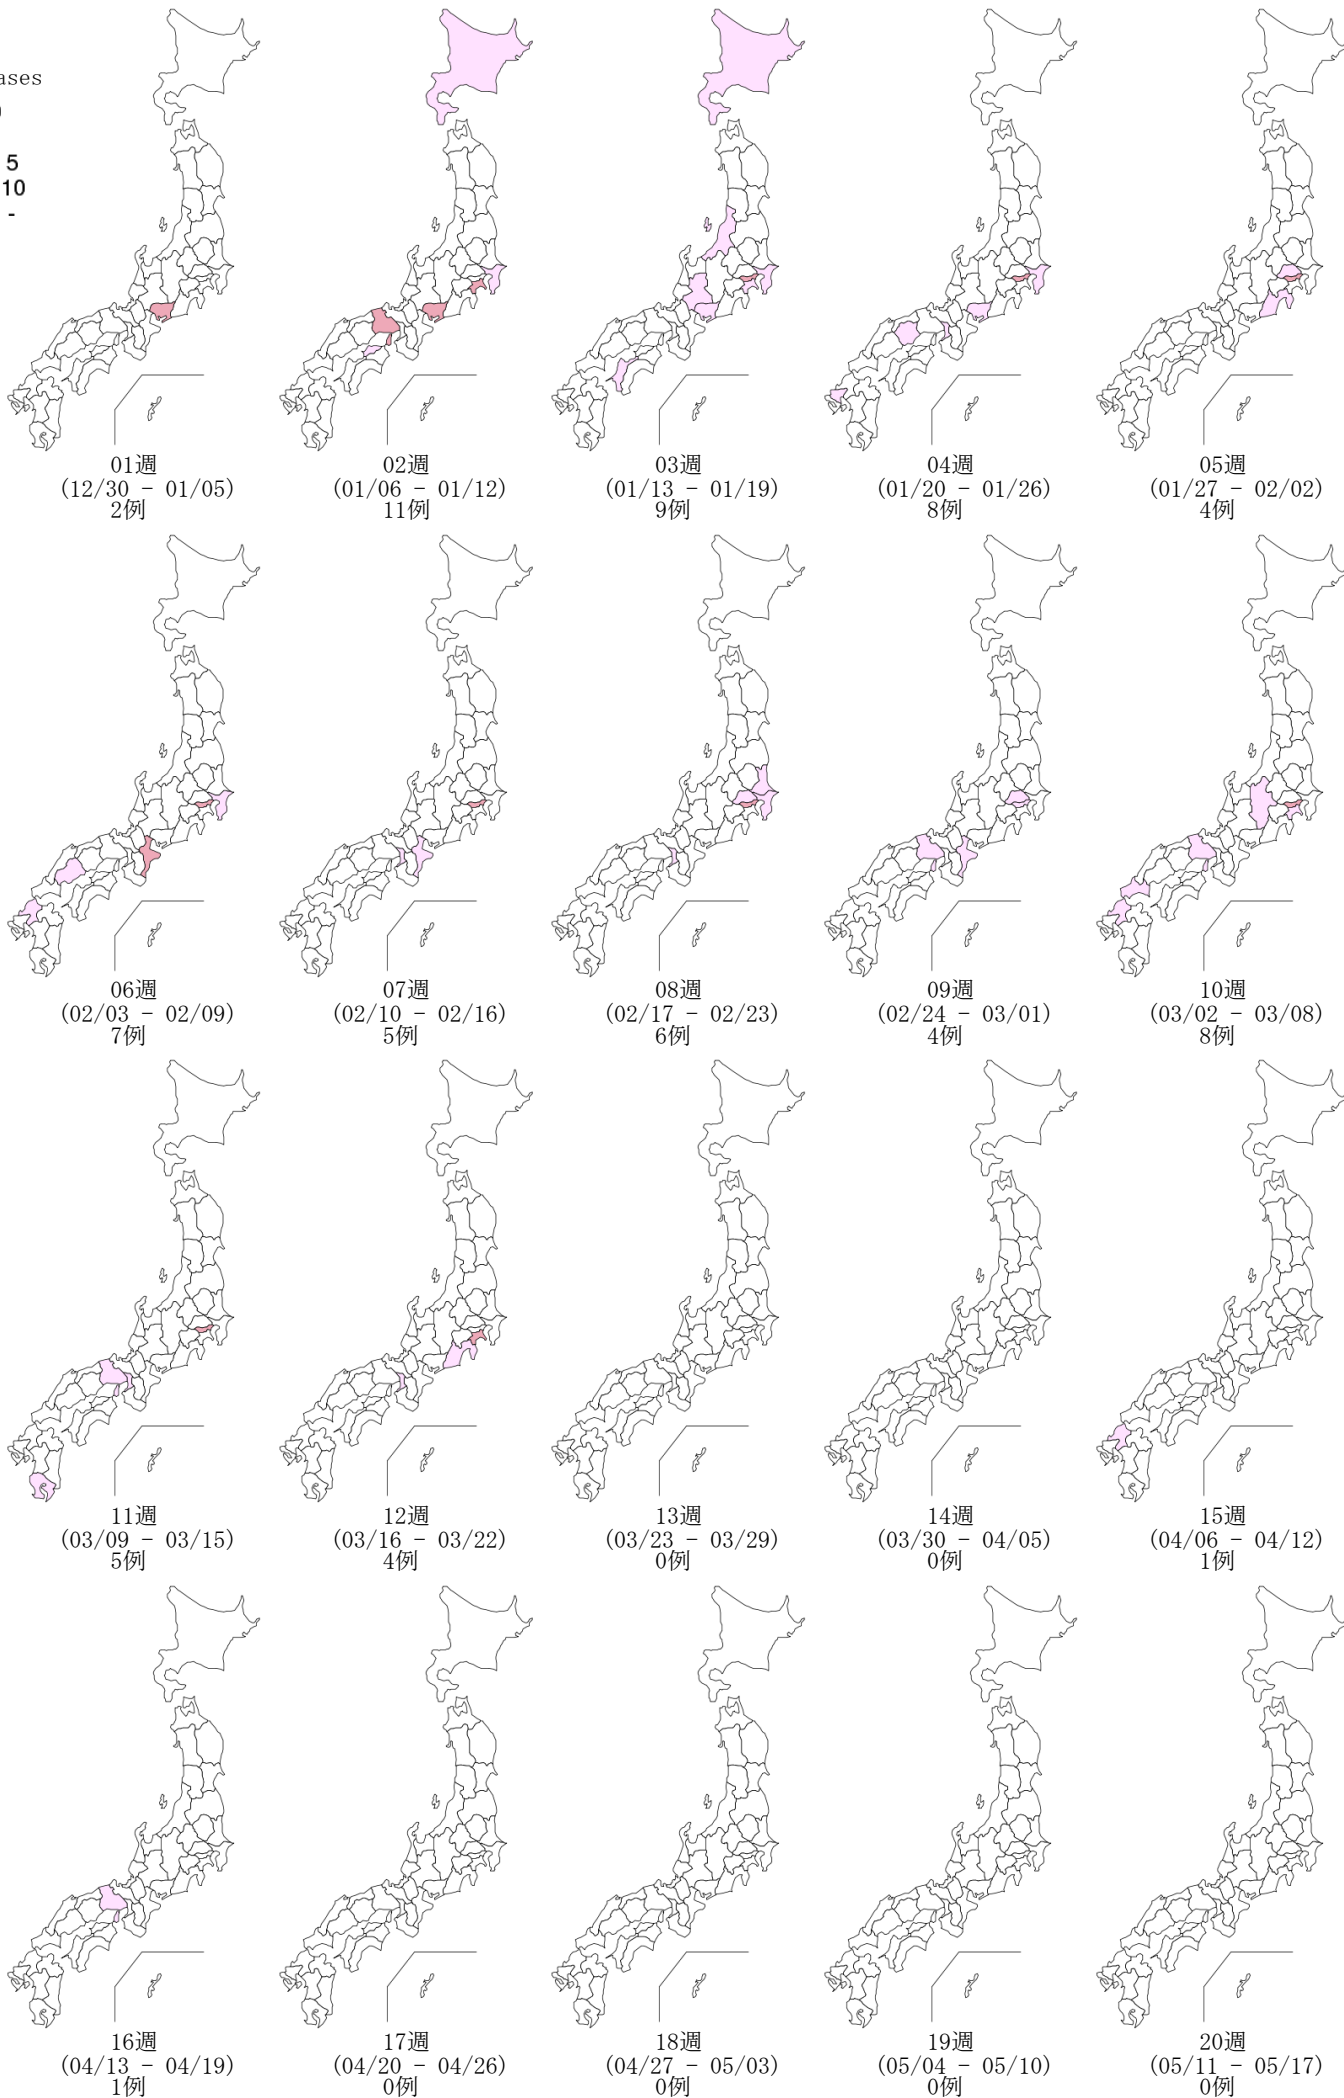 ases
5
10
-
01週
(12/30 - 01/05)
2例
02週
(01/06 - 01/12)
11例
03週
(01/13 - 01/19)
9例
04週
(01/20 - 01/26)
8例
05週
(01/27 - 02/02)
4例
06週
(02/03 - 02/09)
7例
07週
(02/10 - 02/16)
5例
08週
(02/17 - 02/23)
6例
09週
(02/24 - 03/01)
4例
10週
(03/02 - 03/08)
8例
11週
(03/09 - 03/15)
5例
12週
(03/16 - 03/22)
4例
13週
(03/23 - 03/29)
0例
14週
(03/30 - 04/05)
0例
15週
(04/06 - 04/12)
1例
16週
(04/13 - 04/19)
1例
17週
(04/20 - 04/26)
0例
18週
(04/27 - 05/03)
0例
19週
(05/04 - 05/10)
0例
20週
(05/11 - 05/17)
0例